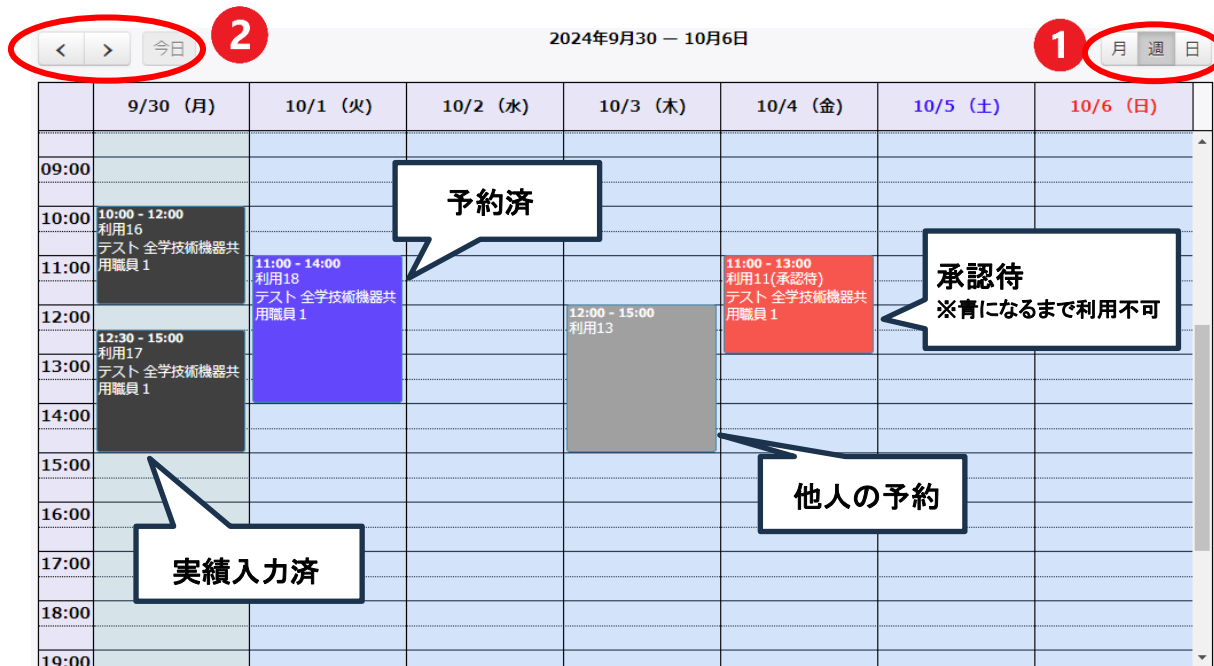 < > 今日
2
2024年9月30 — 10月6日
1
月 週 日
9/30 (月) 10/1 (火) 10/2 (水) 10/3 (木) 10/4 (金) 10/5 (土) 10/6 (日)
09:00
10:00
11:00
12:00
13:00
14:00
15:00
16:00
17:00
18:00
19:00
10:00 - 12:00
利用16
テスト 全学技術機器共
用職員 1
12:30 - 15:00
利用17
テスト 全学技術機器共
用職員 1
実績入力済
11:00 - 14:00
利用18
テスト 全学技術機器共
用職員 1
予約済
12:00 - 15:00
利用13
他人の予約
11:00 - 13:00
利用11(承認待)
テスト 全学技術機器共
用職員 1
承認待
※青になるまで利用不可